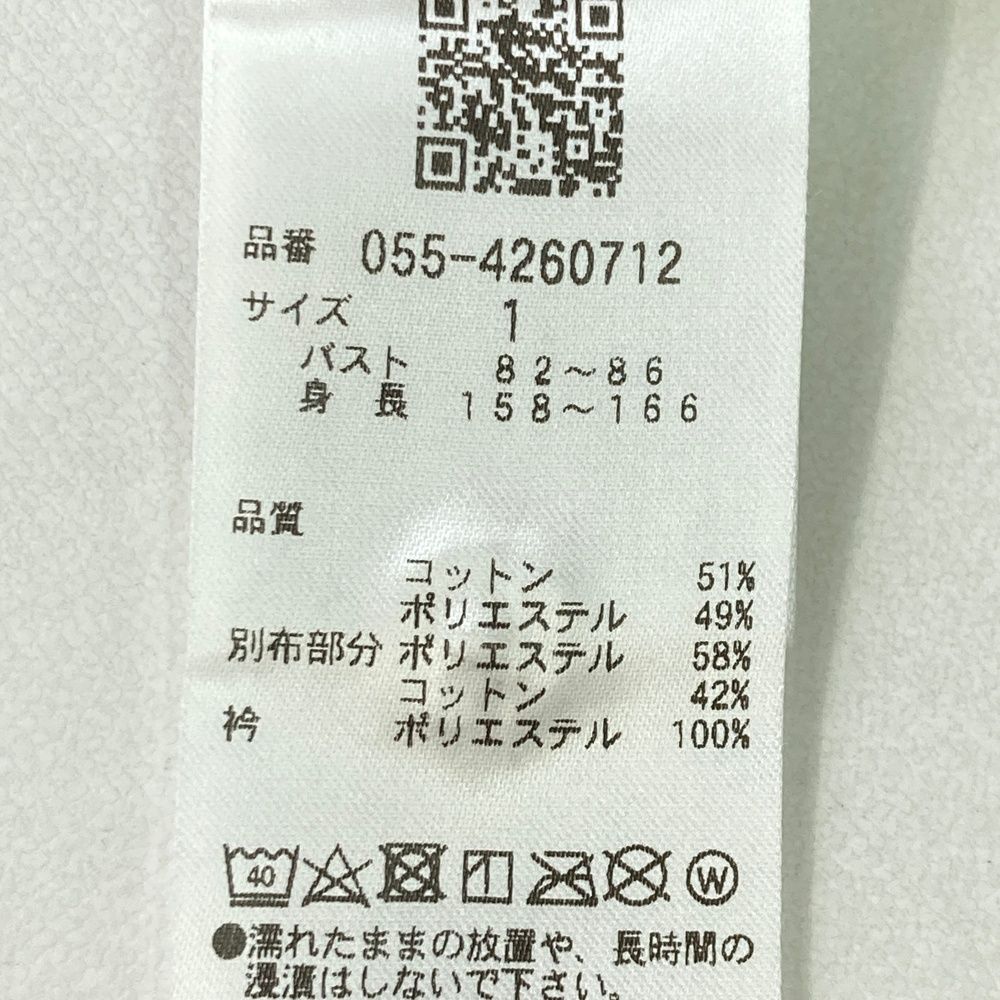 品番 055-4260712
サイズ 1
バスト 82～86
身長 158～166
品質
コットン 51%
ポリエステル 49%
別布部分 ポリエステル 58%
コットン 42%
衿 ポリエステル 100%
40 W
●濡れたままの放置や、長時間の
浸漬はしないで下さい。